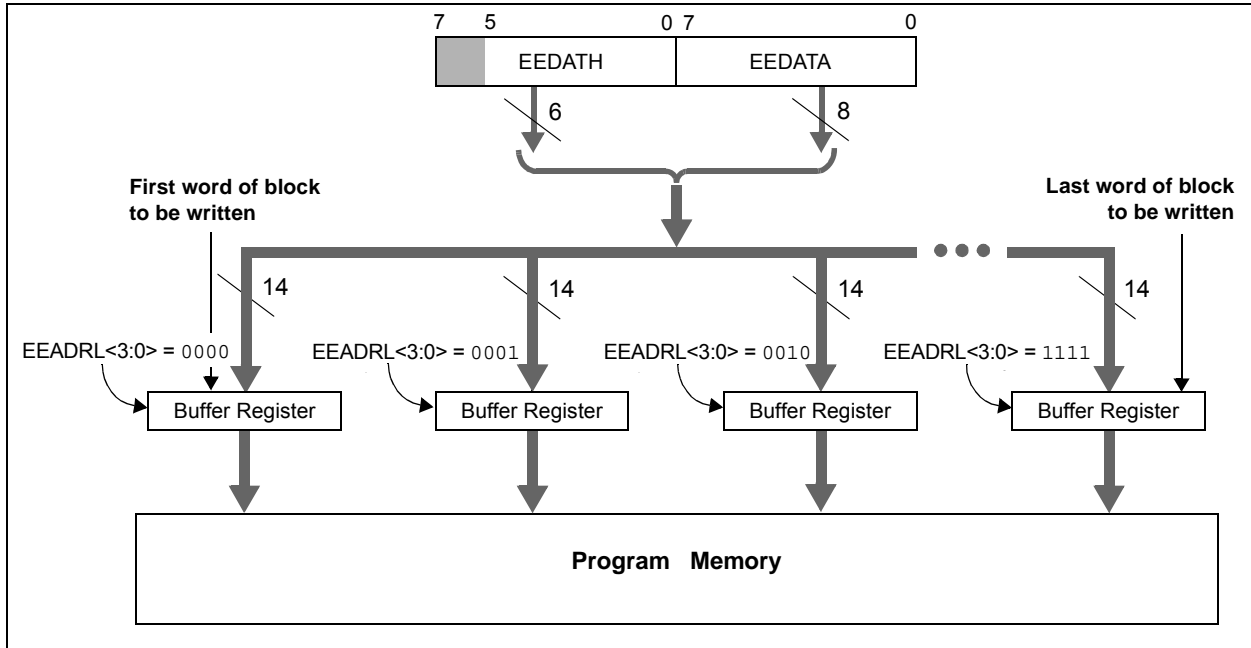 7 5 0 7 0
EEDATH EEDATA
6 8
First word of block
to be written
Last word of block
to be written
14 14 14 14
EEADRL<3:0> = 0000 EEADRL<3:0> = 0001 EEADRL<3:0> = 0010 EEADRL<3:0> = 1111
Buffer Register Buffer Register Buffer Register Buffer Register
Program Memory